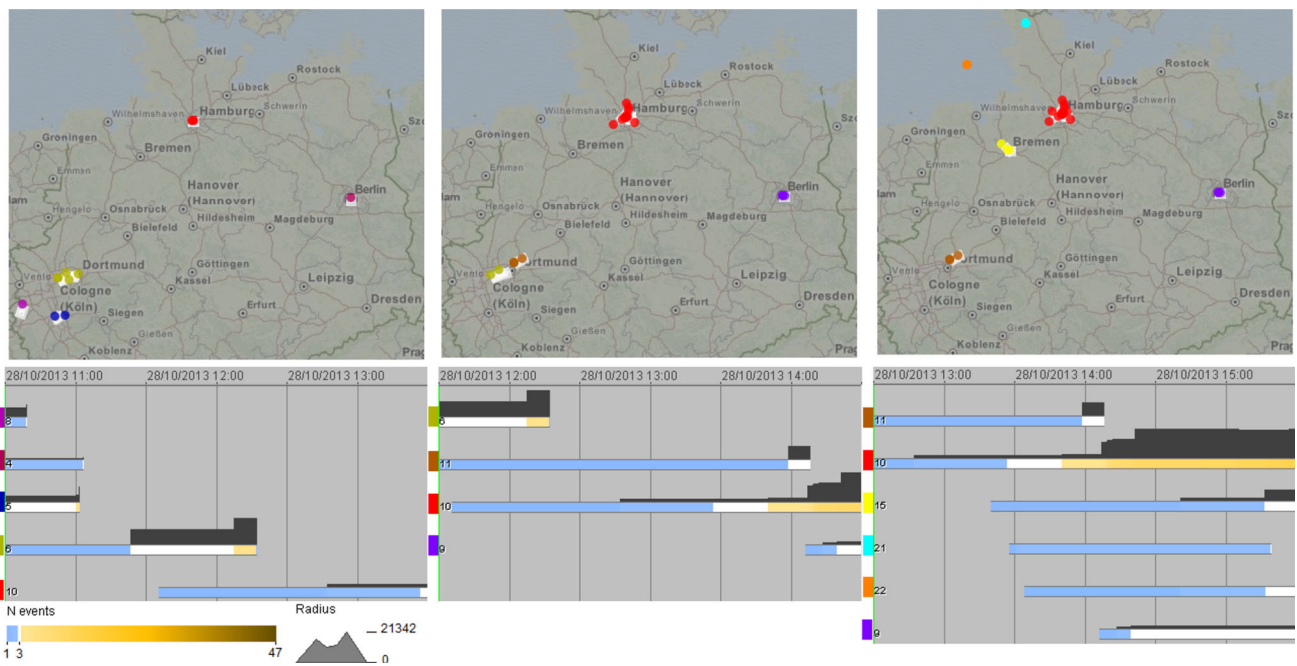 Kiel
Rostock
Lübeck
Wilhelmshaven
Hamburg
Schwerin
Groningen
Bremen
Emmen
Berlin
Hanover
(Hannover)
Hengelo
Osnabrück
Hildesheim
Magdeburg
Bielefeld
Venlo
Dortmund
Göttingen
Kassel
Leipzig
Cologne
(Köln)
Siegen
Erfurt
Dresden
Gießen
Koblenz
Kiel
Rostock
Lübeck
Wilhelmshaven
Hamburg
Schwerin
Groningen
Bremen
Emmen
Berlin
Hanover
(Hannover)
Hengelo
Osnabrück
Hildesheim
Magdeburg
Bielefeld
Venlo
ortmund
Göttingen
Kassel
Leipzig
Cologne
(Köln)
Siegen
Erfurt
Dresden
Gießen
Koblenz
Kiel
Rostock
Lübeck
Wilhelmshaven
Hamburg
Schwerin
Groningen
Bremen
Emmen
Berlin
Hanover
(Hannover)
Hengelo
Osnabrück
Hildesheim
Magdeburg
Bielefeld
Venlo
ortmund
Göttingen
Kassel
Leipzig
Cologne
(Köln)
Siegen
Erfurt
Dresden
Gießen
Koblenz
28/10/2013 11:00 28/10/2013 12:00 28/10/2013 13:00
8
4
5
6
10
28/10/2013 12:00 28/10/2013 13:00 28/10/2013 14:00
6
11
10
9
28/10/2013 13:00 28/10/2013 14:00 28/10/2013 15:00
11
10
15
21
22
9
N events
1 3 47
Radius
21342
0